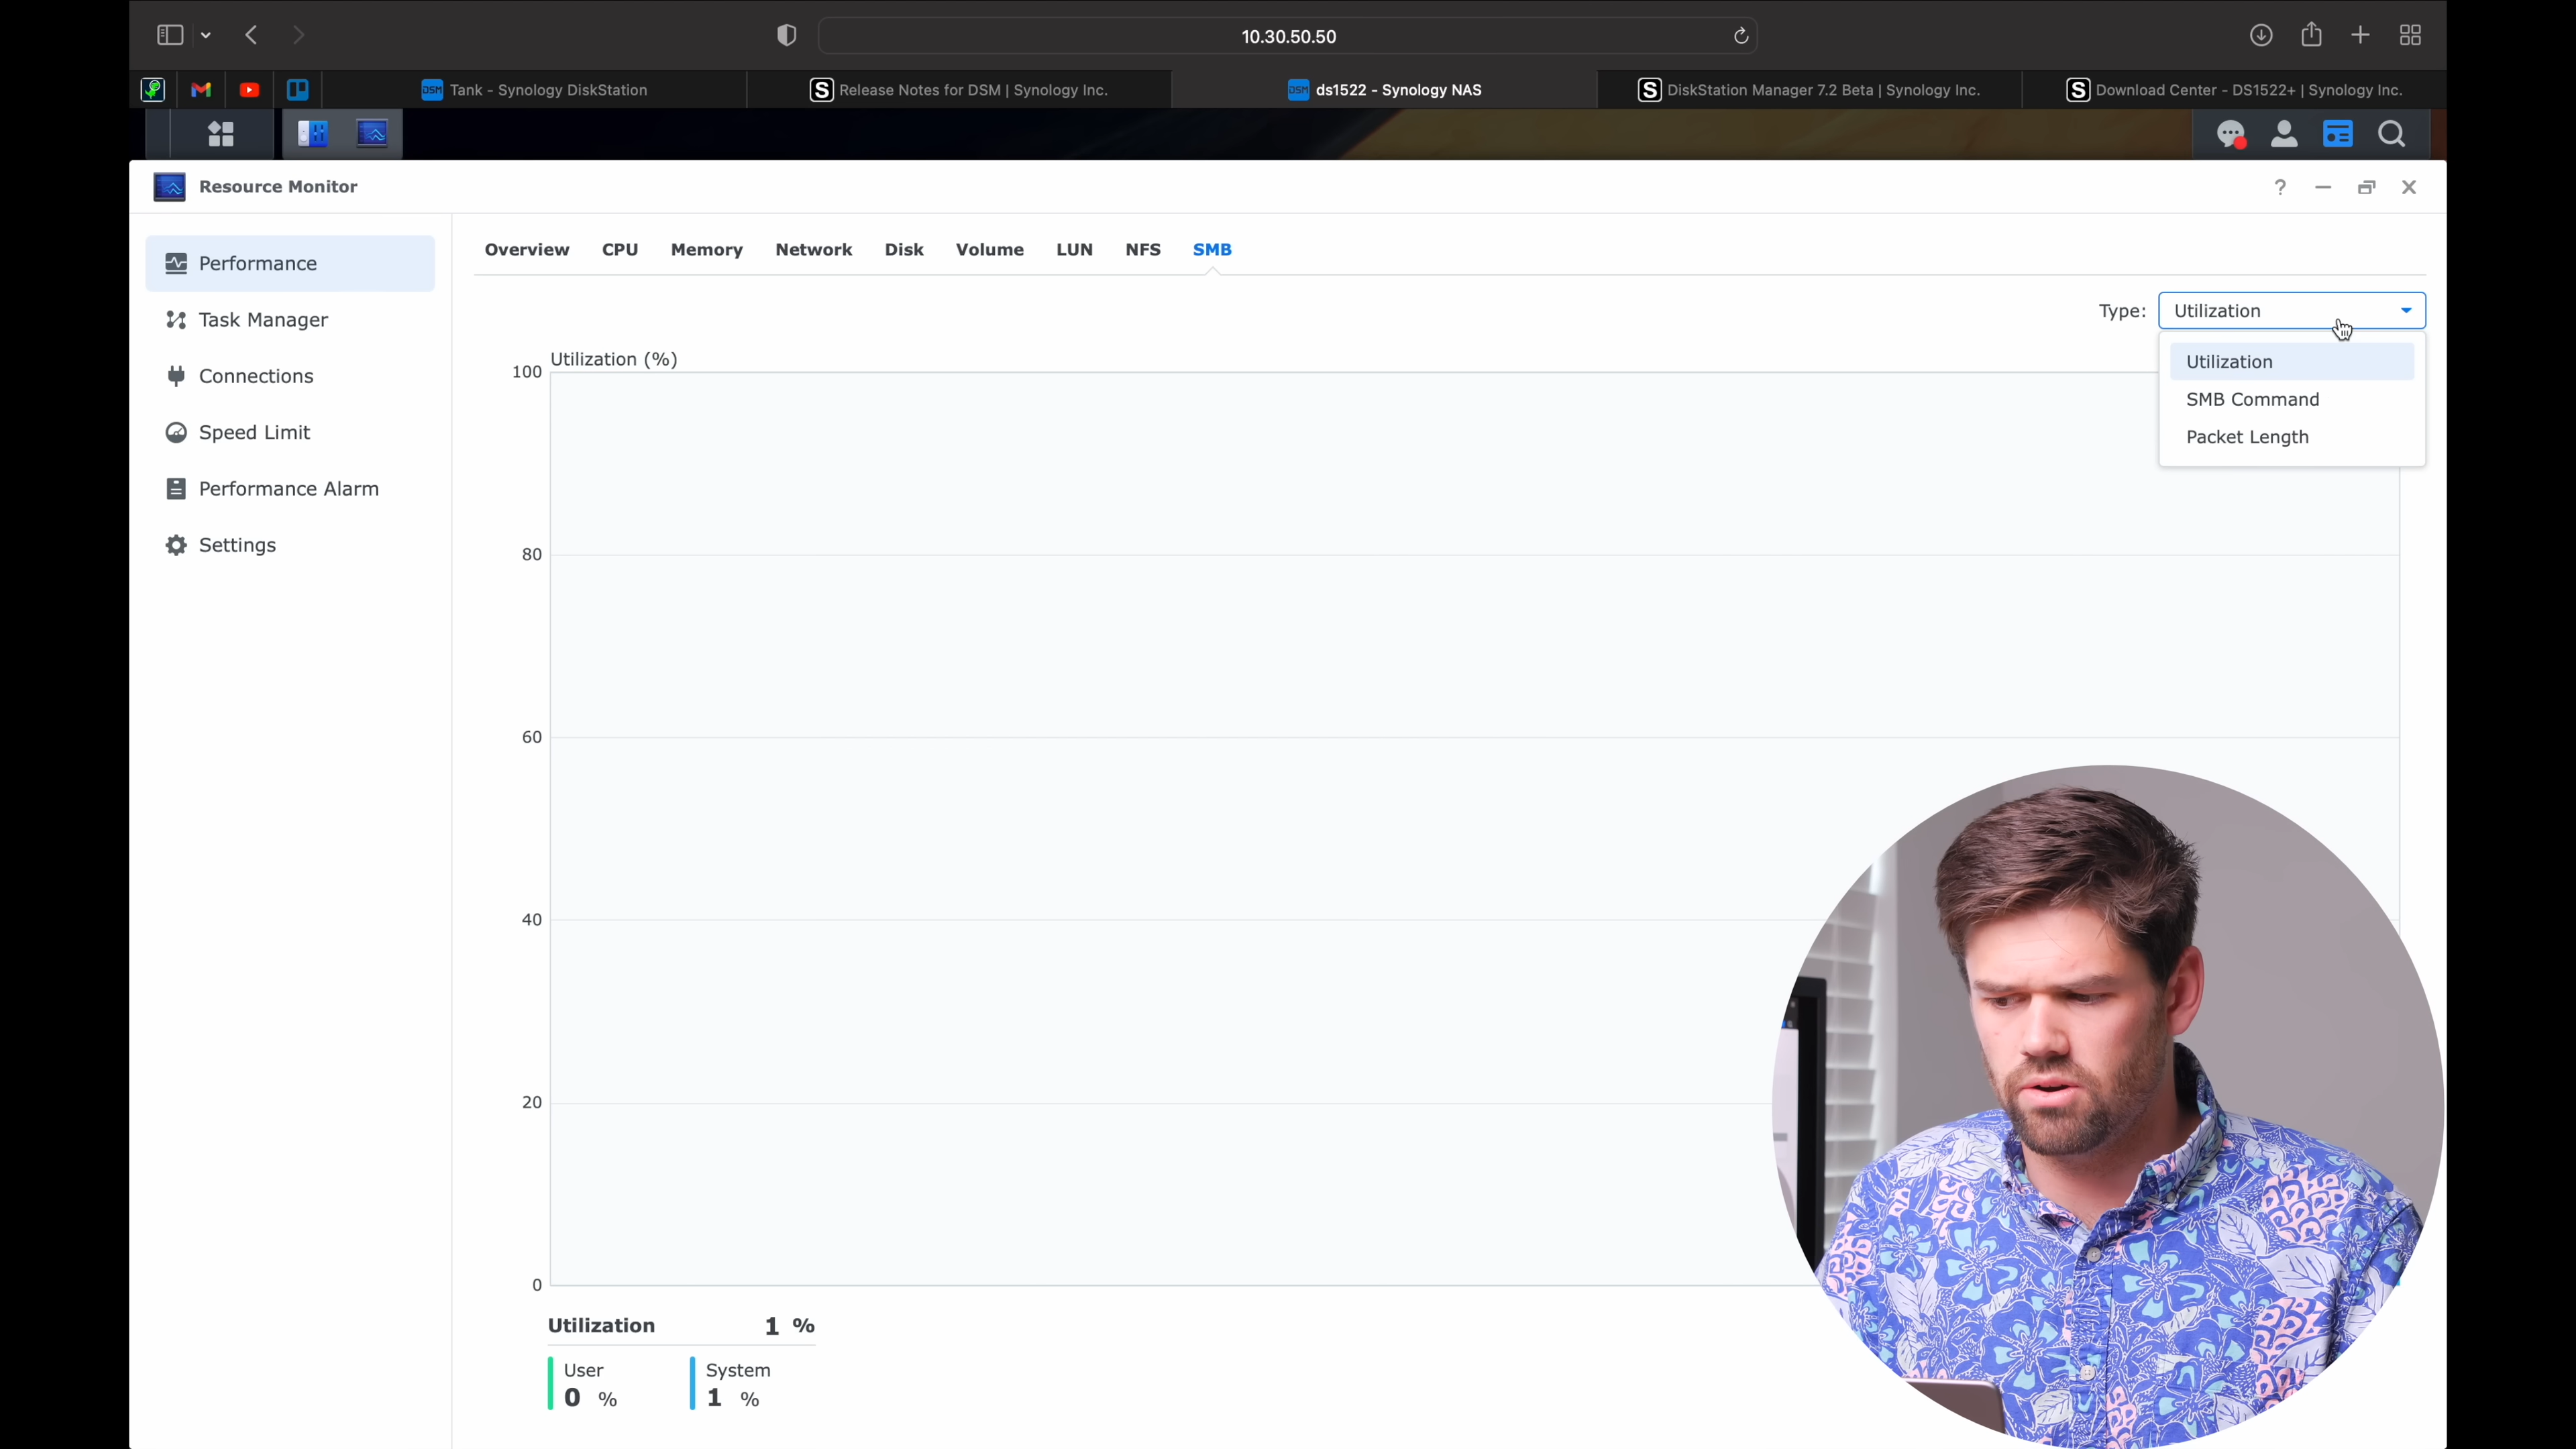 10.30.50.50
DSM Tank - Synology DiskStation
S Release Notes for DSM | Synology Inc.
DSM ds1522 - Synology NAS
S DiskStation Manager 7.2 Beta | Synology Inc.
S Download Center - DS1522+ | Synology Inc.
Resource Monitor
?
Performance
Task Manager
Connections
Speed Limit
Performance Alarm
Settings
Overview CPU Memory Network Disk Volume LUN NFS SMB
Type: Utilization
Utilization
SMB Command
Packet Length
Utilization (%)
100
80
60
40
20
0
Utilization 1 %
User System
0 % 1 %